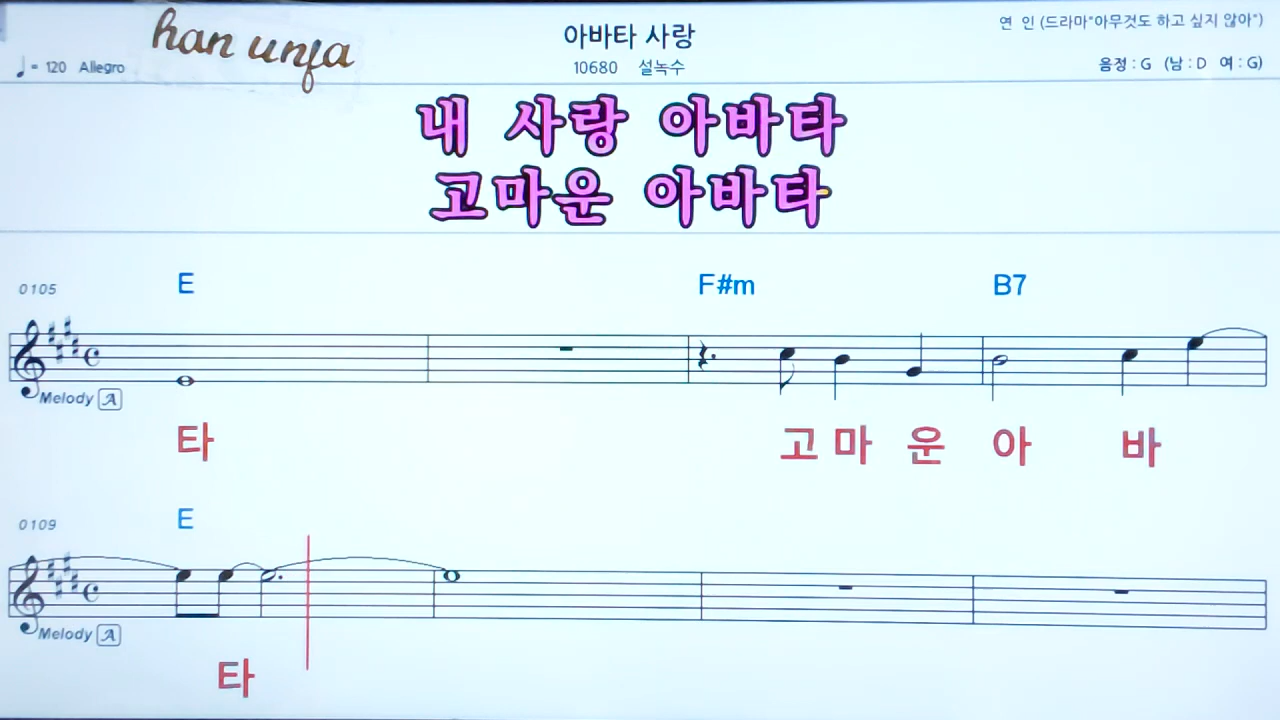 han unfa
아바타 사랑
연 인 (드라마"아무것도 하고 싶지 않아")
♩= 120 Allegro
10680 설녹수
음정 : G (남 : D 여 : G)
내 사랑 아바타
고마운 아바타
0105 E F#m B7
Melody A
타 고 마 운 아 바
0109 E
Melody A
타